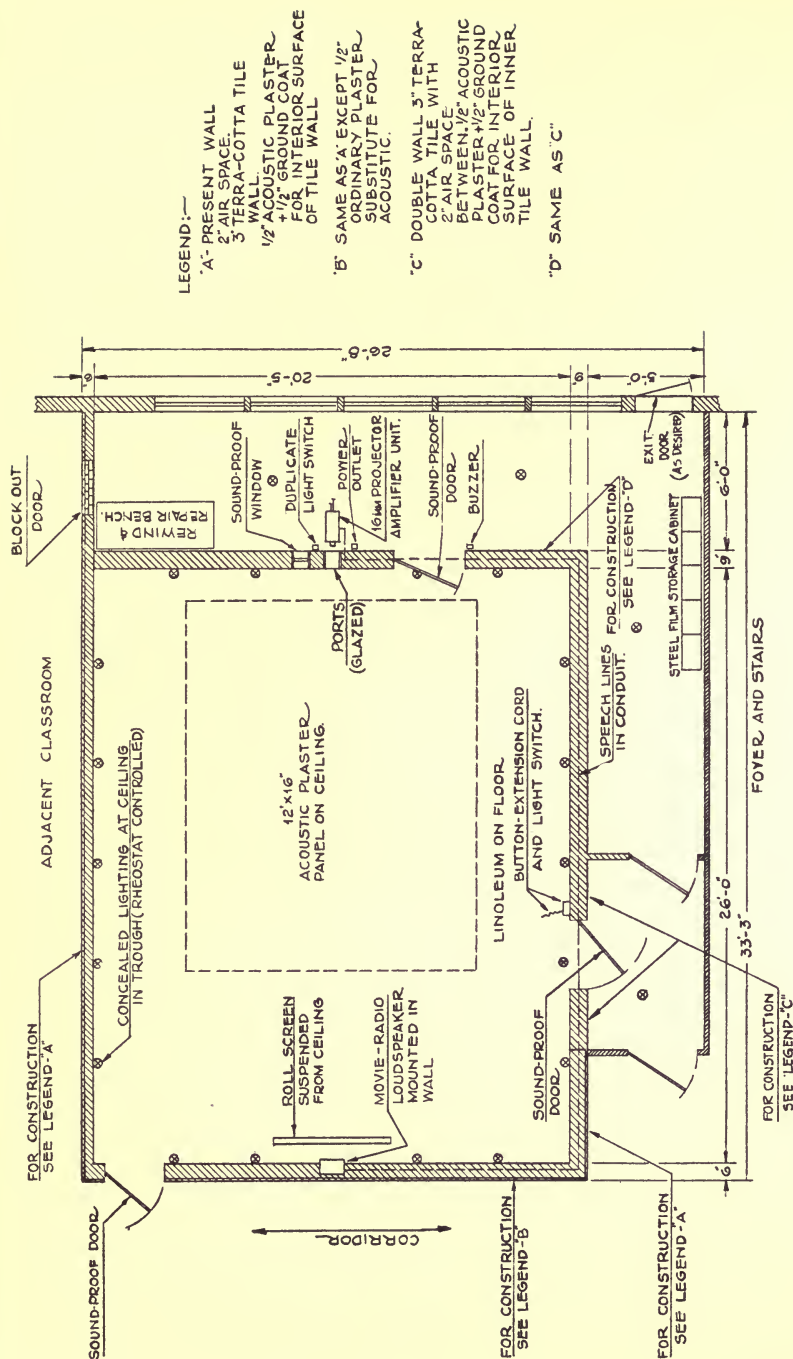 LEGEND:—
"A"- PRESENT WALL
2" AIR SPACE.
3" TERRA-COTTA TILE
WALL.
1/2" ACOUSTIC PLASTER
+ 1/2" GROUND COAT
FOR INTERIOR SURFACE
OF TILE WALL
"B" SAME AS "A" EXCEPT 1/2"
ORDINARY PLASTER
SUBSTITUTE FOR
ACOUSTIC.
"C" DOUBLE WALL 3" TERRA-
COTTA TILE WITH
2" AIR SPACE
BETWEEN. 1/2" ACOUSTIC
PLASTER + 1/2" GROUND
COAT FOR INTERIOR
SURFACE OF INNER
TILE WALL.
"D" SAME AS "C"
BLOCK OUT
DOOR
ADJACENT CLASSROOM
FOR CONSTRUCTION
SEE LEGEND-"A"
SOUND-PROOF DOOR
CONCEALED LIGHTING AT CEILING
IN TROUGH (RHEOSTAT CONTROLLED)
REWIND &
REPAIR BENCH.
SOUND-PROOF
WINDOW
DUPLICATE
LIGHT SWITCH
POWER
OUTLET
16MM PROJECTOR
AMPLIFIER UNIT.
SOUND-PROOF
DOOR
BUZZER
PORTS
(GLAZED)
12'x16'
ACOUSTIC PLASTER
PANEL ON CEILING.
ROLL SCREEN
SUSPENDED
FROM CEILING
MOVIE-RADIO
LOUDSPEAKER
MOUNTED IN
WALL
CORRIDOR
LINOLEUM ON FLOOR
BUTTON-EXTENSION CORD
AND LIGHT SWITCH.
SOUND-PROOF
DOOR
SPEECH LINES
IN CONDUIT.
FOR CONSTRUCTION
SEE LEGEND-"D"
STEEL FILM STORAGE CABINET
EXIT
DOOR
(AS DESIRED)
FOR CONSTRUCTION
SEE LEGEND-"B"
FOR CONSTRUCTION
SEE LEGEND-"A"
FOR CONSTRUCTION
SEE LEGEND-"C"
FOYER AND STAIRS
6"
20'-5"
9"
5'-0"
26'-8"
6"
26'-0"
9"
6'-0"
33'-3"